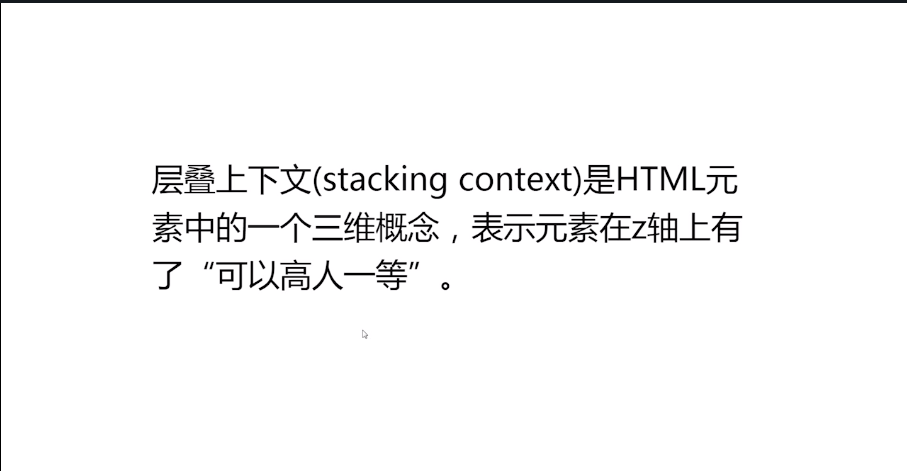 层叠上下文(stacking context)是HTML元
素中的一个三维概念，表示元素在z轴上有
了“可以高人一等”。